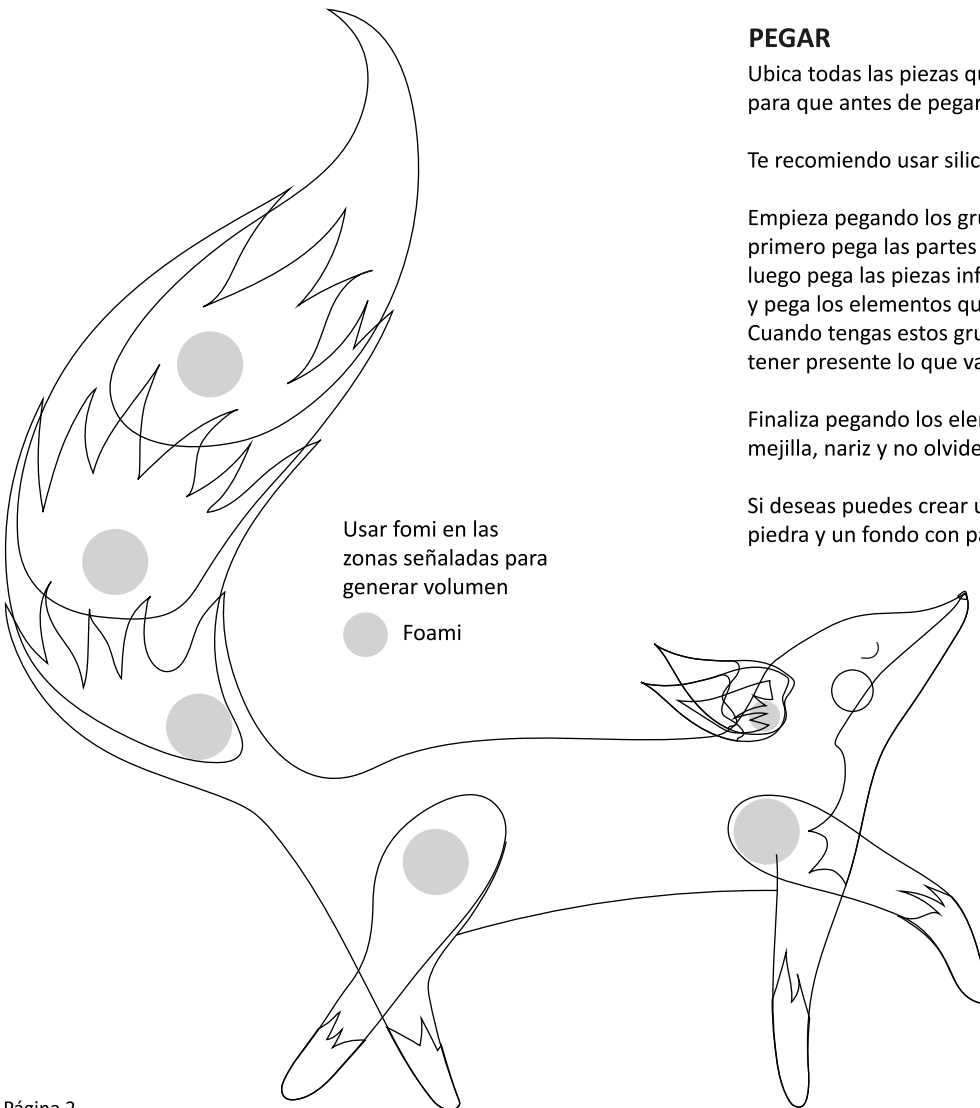 PEGAR
Ubica todas las piezas qu
para que antes de pegar
Te recomiendo usar silic
Empieza pegando los gru
primero pega las partes
luego pega las piezas inf
y pega los elementos qu
Cuando tengas estos gru
tener presente lo que va
Finaliza pegando los eler
mejilla, nariz y no olvide
Si deseas puedes crear u
piedra y un fondo con pa
Usar fomi en las
zonas señaladas para
generar volumen
Foami
Página 2